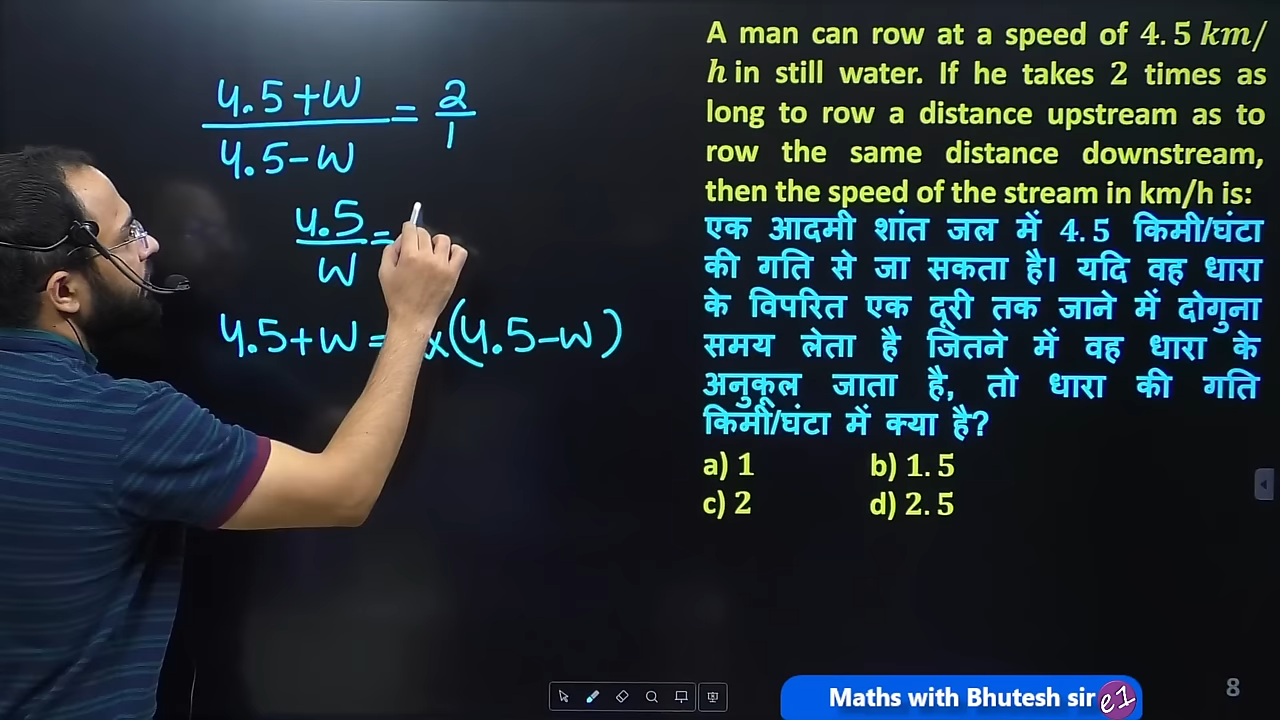 4.5+W / 4.5-W = 2/1
4.5/W =
4.5+W = x(4.5-W)
A man can row at a speed of 4.5 km/
h in still water. If he takes 2 times as
long to row a distance upstream as to
row the same distance downstream,
then the speed of the stream in km/h is:
एक आदमी शांत जल में 4.5 किमी/घंटा
की गति से जा सकता है। यदि वह धारा
के विपरित एक दूरी तक जाने में दोगुना
समय लेता है जितने में वह धारा के
अनुकूल जाता है, तो धारा की गति
किमी/घंटा में क्या है?
a) 1 b) 1.5
c) 2 d) 2.5
Maths with Bhutesh sir e1
8